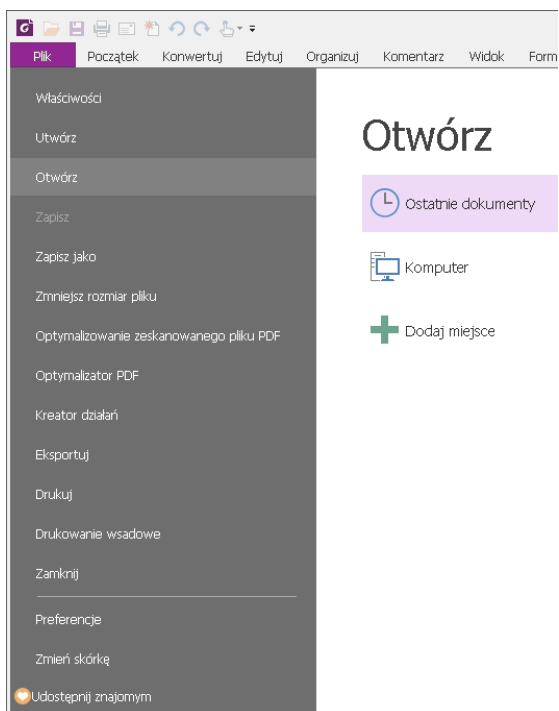 Plik Początek Konwertuj Edytuj Organizuj Komentarz Widok Form
Właściwości
Utwórz
Otwórz
Zapisz
Zapisz jako
Zmniejsz rozmiar pliku
Optymalizowanie zeskanowanego pliku PDF
Optymalizator PDF
Kreator działań
Eksportuj
Drukuj
Drukowanie wsadowe
Zamknij
Preferencje
Zmień skórkę
Udostępnij znajomym
Otwórz
Ostatnie dokumenty
Komputer
Dodaj miejsce